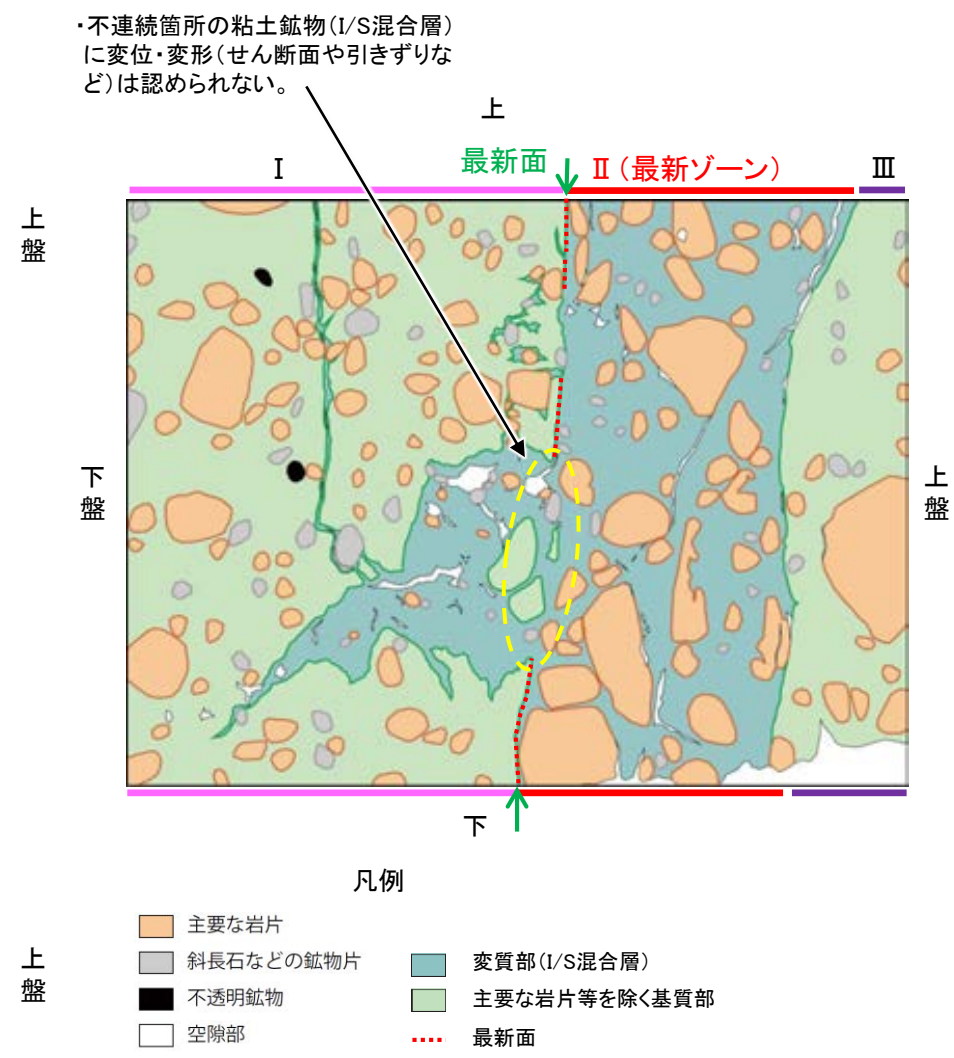 ・不連続箇所の粘土鉱物(I/S混合層)
に変位・変形(せん断面や引きずりな
ど)は認められない。
上
Ⅰ
最新面
Ⅱ(最新ゾーン)
Ⅲ
上
盤
下
盤
上
盤
下
凡例
上
盤
主要な岩片
斜長石などの鉱物片
不透明鉱物
空隙部
変質部(I/S混合層)
主要な岩片等を除く基質部
最新面